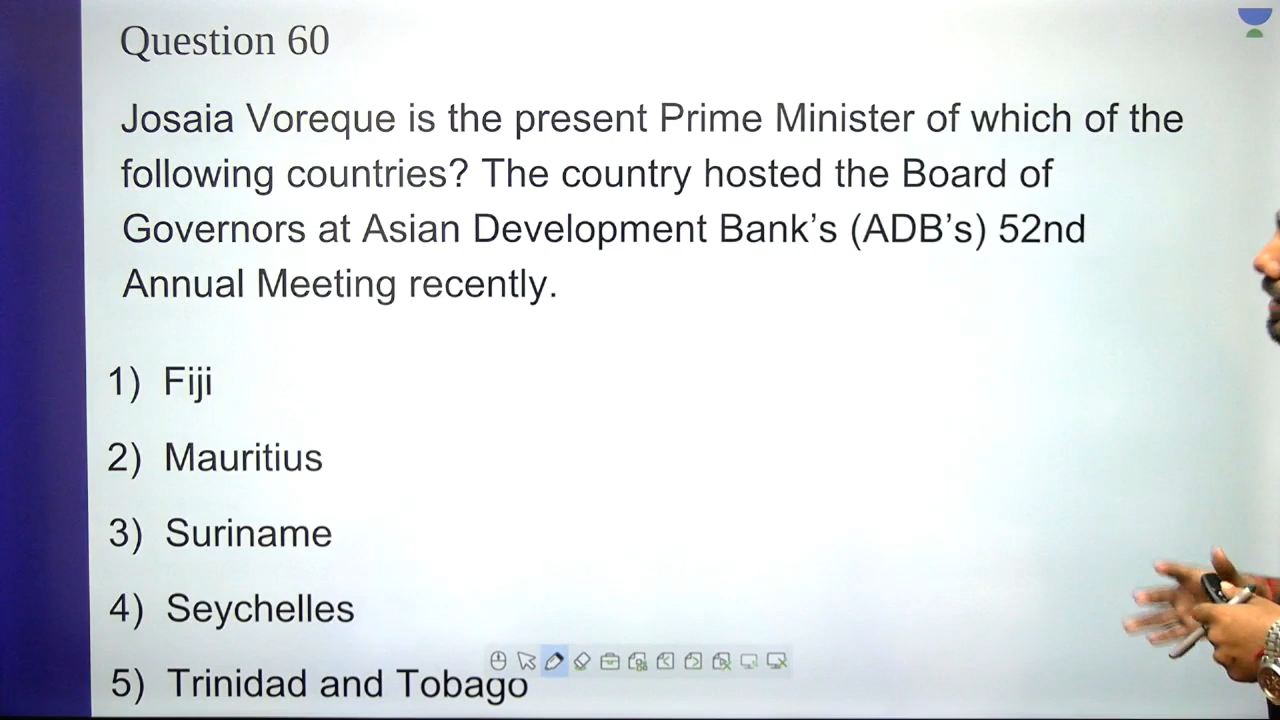 Question 60
Josaia Voreque is the present Prime Minister of which of the
following countries? The country hosted the Board of
Governors at Asian Development Bank’s (ADB’s) 52nd
Annual Meeting recently.
1) Fiji
2) Mauritius
3) Suriname
4) Seychelles
5) Trinidad and Tobago